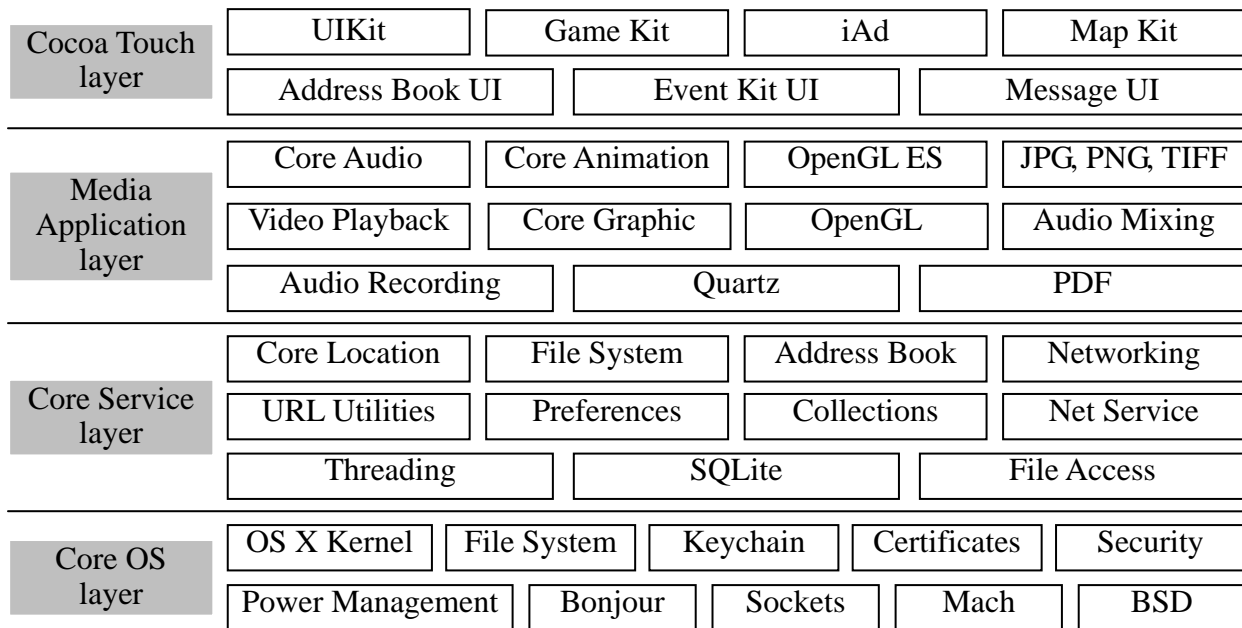 Cocoa Touch
layer
UIKit
Game Kit
iAd
Map Kit
Address Book UI
Event Kit UI
Message UI
Media
Application
layer
Core Audio
Core Animation
OpenGL ES
JPG, PNG, TIFF
Video Playback
Core Graphic
OpenGL
Audio Mixing
Audio Recording
Quartz
PDF
Core Service
layer
Core Location
File System
Address Book
Networking
URL Utilities
Preferences
Collections
Net Service
Threading
SQLite
File Access
Core OS
layer
OS X Kernel
File System
Keychain
Certificates
Security
Power Management
Bonjour
Sockets
Mach
BSD